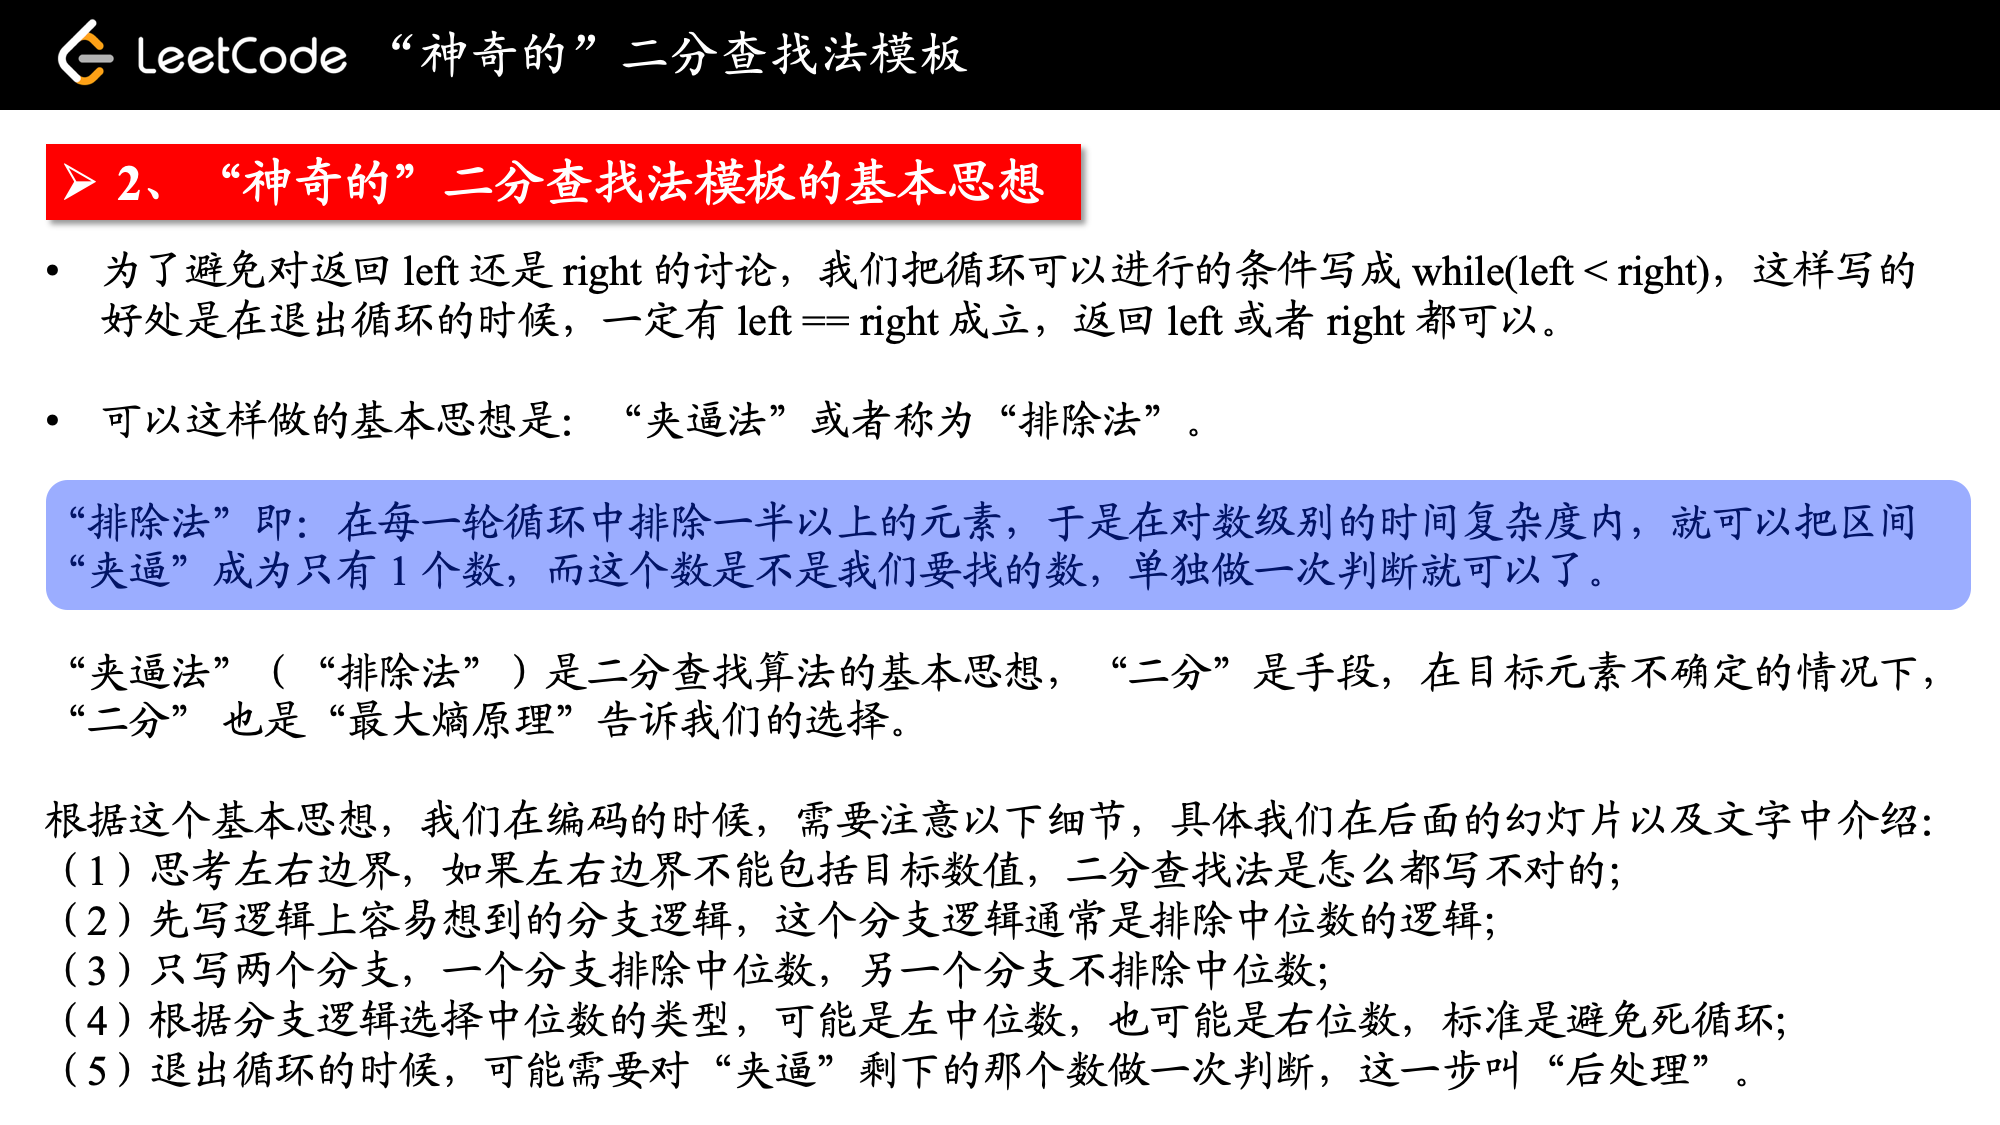 LeetCode “神奇的”二分查找法模板
➢ 2、“神奇的”二分查找法模板的基本思想
• 为了避免对返回 left 还是 right 的讨论，我们把循环可以进行的条件写成 while(left < right)，这样写的
好处是在退出循环的时候，一定有 left == right 成立，返回 left 或者 right 都可以。
• 可以这样做的基本思想是：“夹逼法”或者称为“排除法”。
“排除法”即：在每一轮循环中排除一半以上的元素，于是在对数级别的时间复杂度内，就可以把区间
“夹逼”成为只有 1 个数，而这个数是不是我们要找的数，单独做一次判断就可以了。
“夹逼法”（“排除法”）是二分查找算法的基本思想，“二分”是手段，在目标元素不确定的情况下，
“二分” 也是“最大熵原理”告诉我们的选择。
根据这个基本思想，我们在编码的时候，需要注意以下细节，具体我们在后面的幻灯片以及文字中介绍：
（1）思考左右边界，如果左右边界不能包括目标数值，二分查找法是怎么都写不对的；
（2）先写逻辑上容易想到的分支逻辑，这个分支逻辑通常是排除中位数的逻辑；
（3）只写两个分支，一个分支排除中位数，另一个分支不排除中位数；
（4）根据分支逻辑选择中位数的类型，可能是左中位数，也可能是右位数，标准是避免死循环；
（5）退出循环的时候，可能需要对“夹逼”剩下的那个数做一次判断，这一步叫“后处理”。